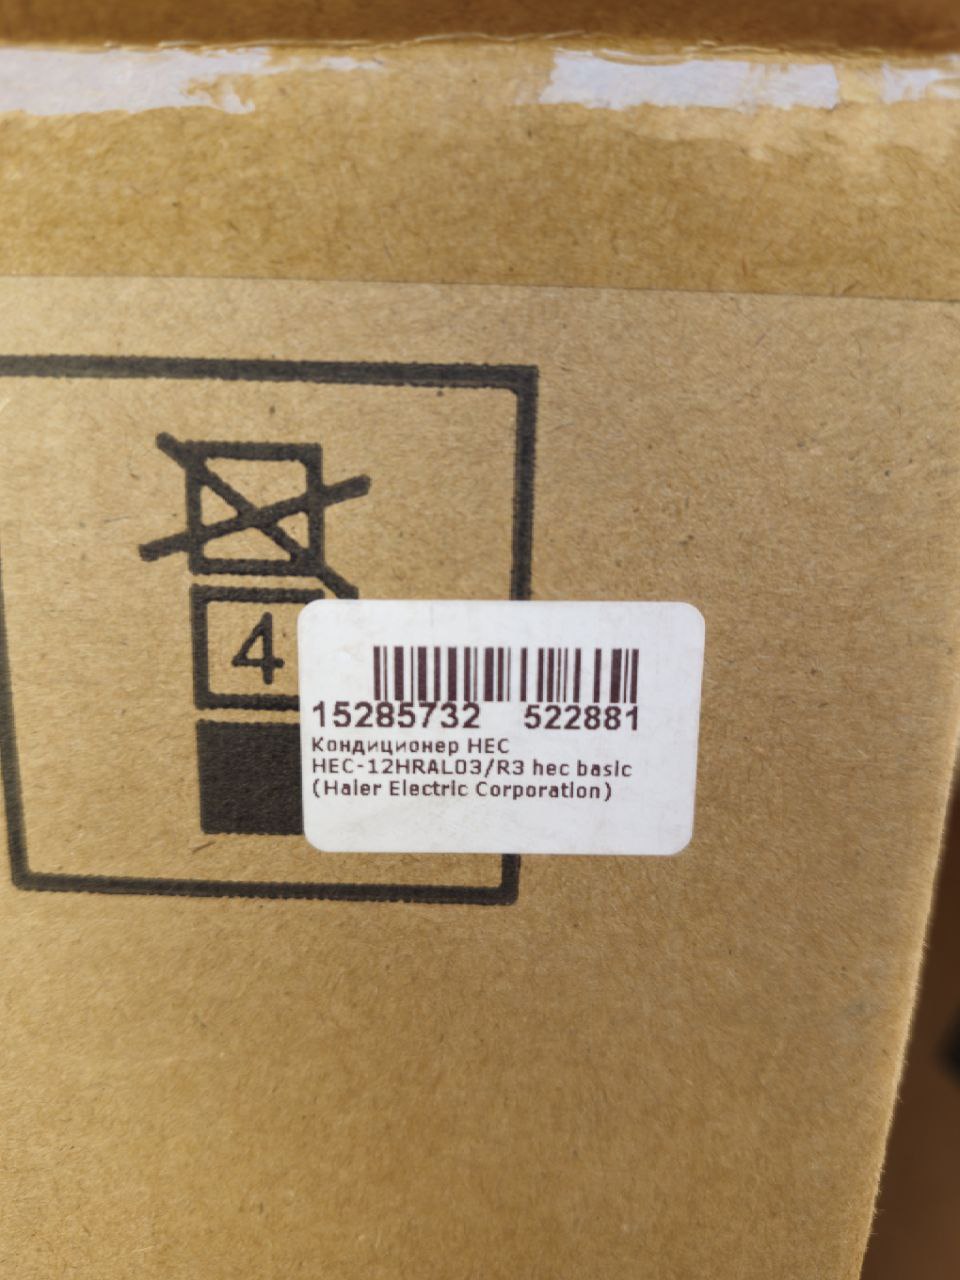 4
15285732 522881
Кондиционер HEC
HEC-12HRAL03/R3 hec basic
(Haier Electric Corporation)